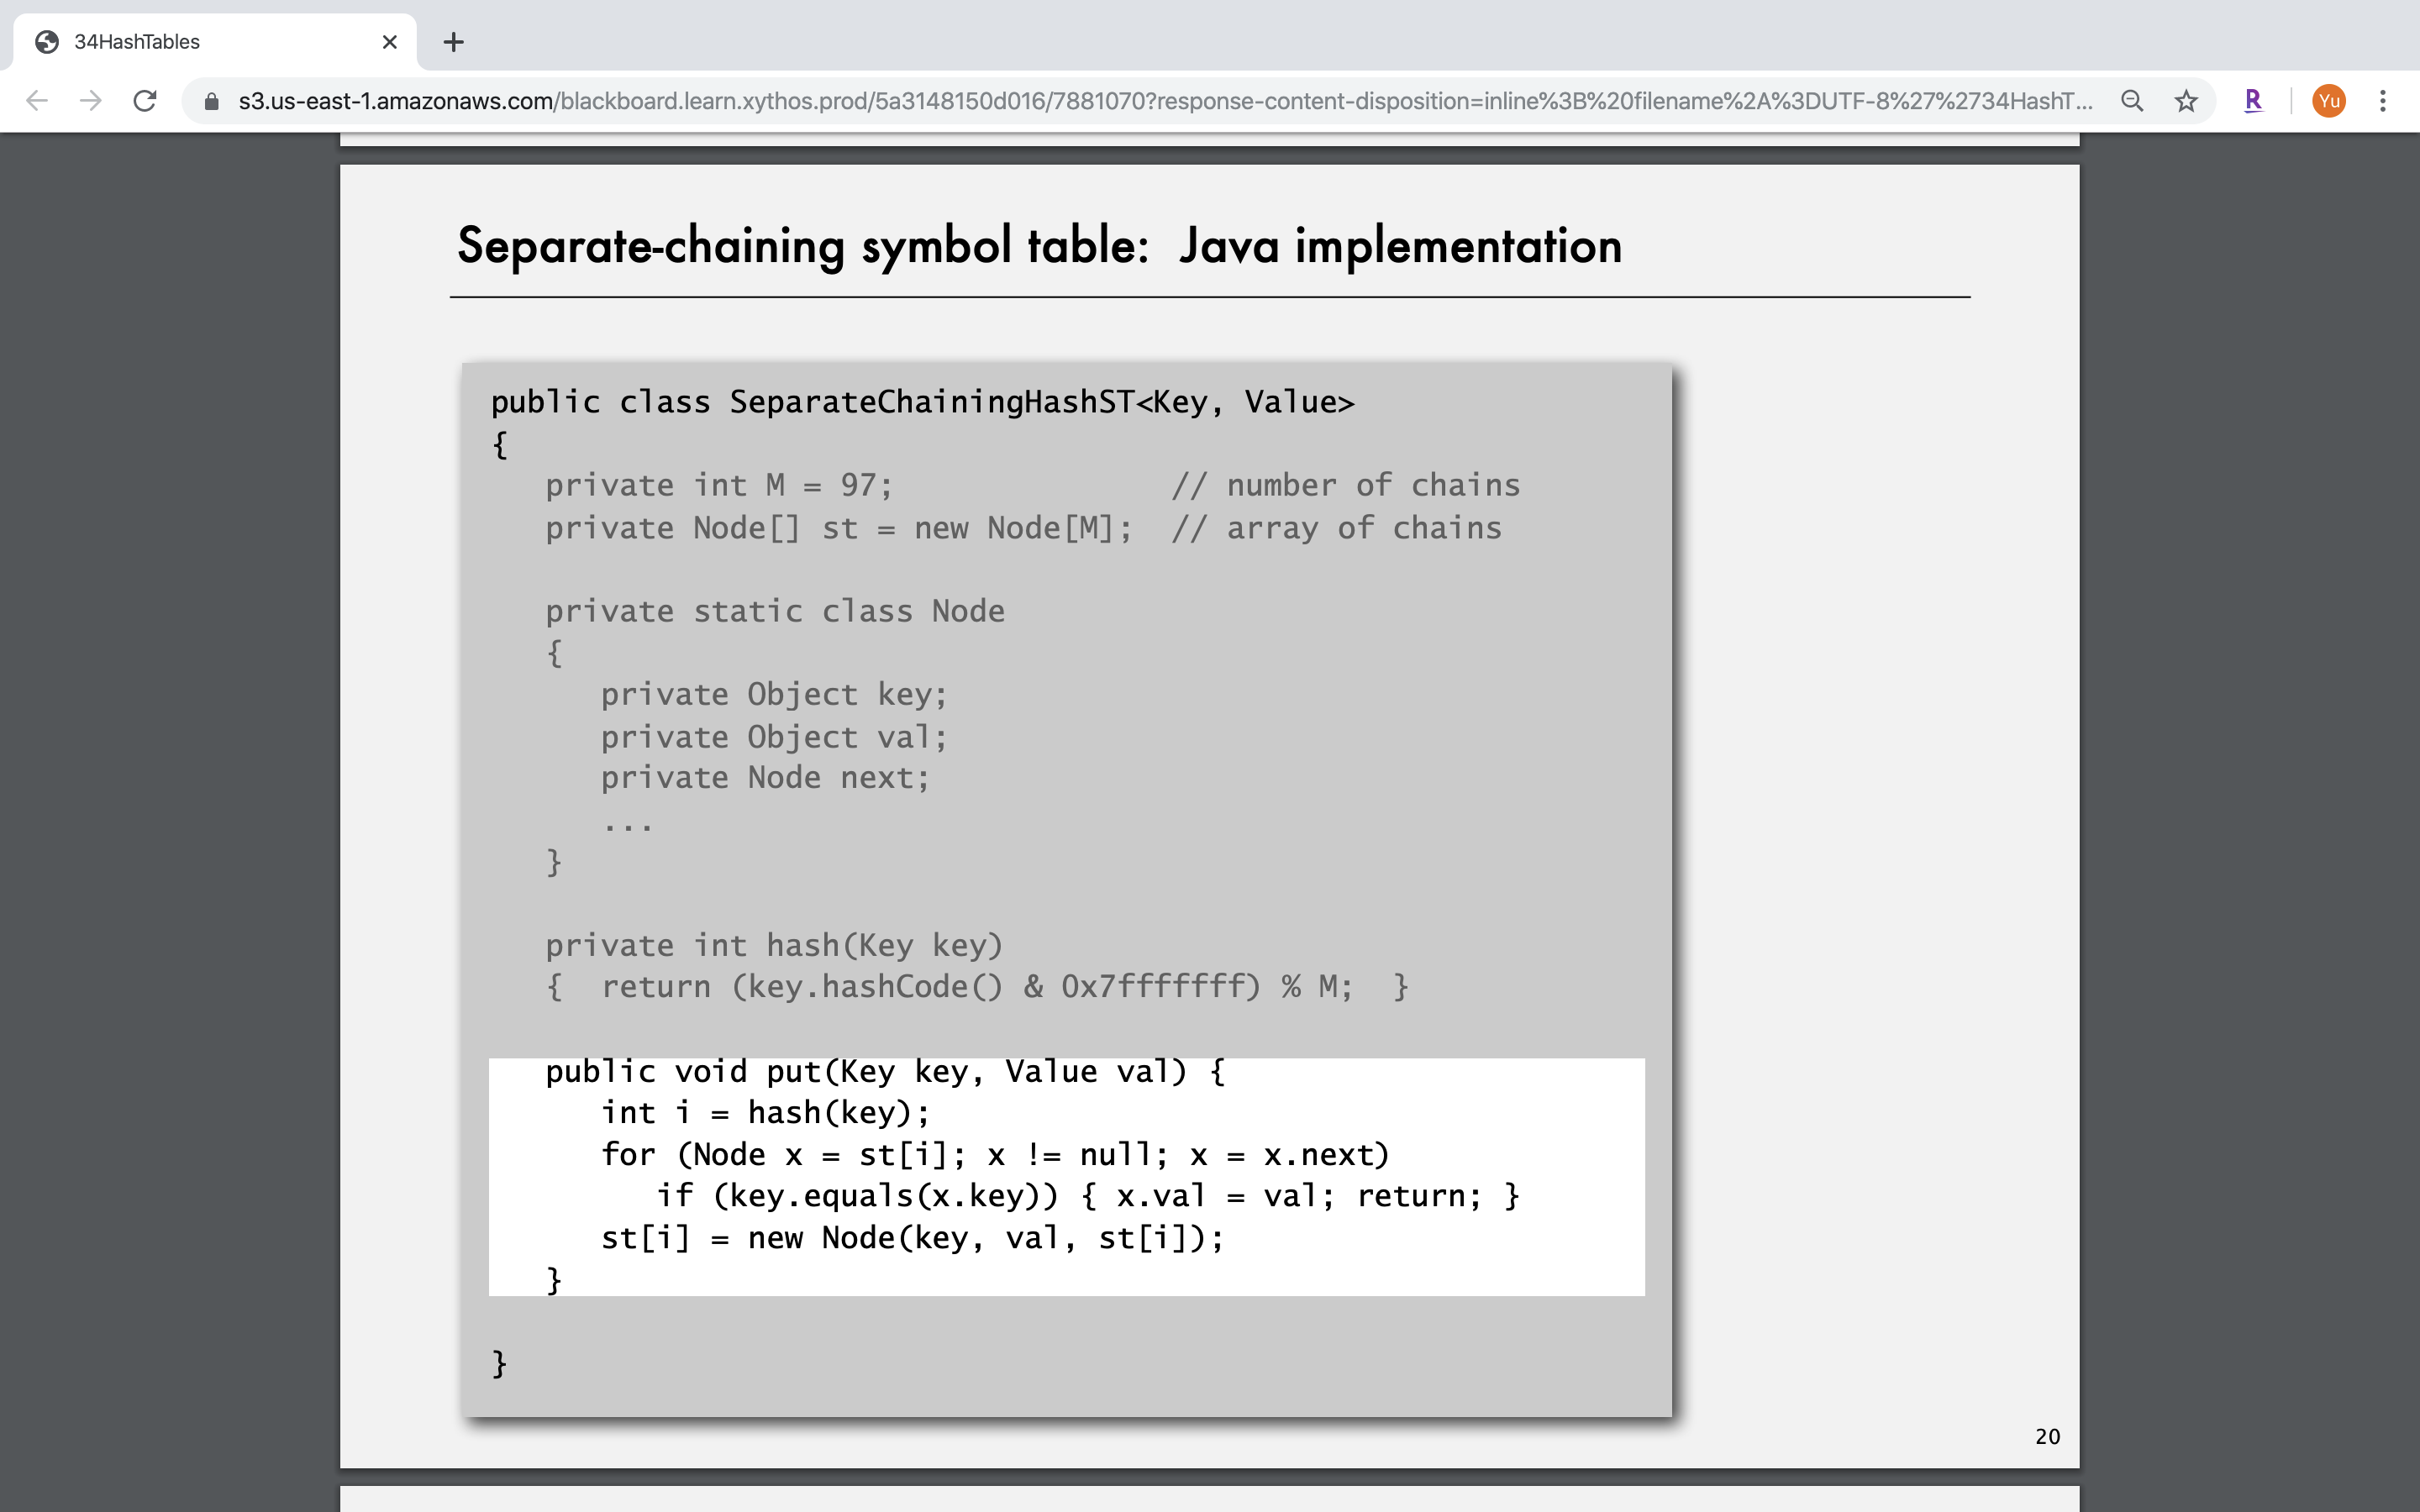 34HashTables
s3.us-east-1.amazonaws.com/blackboard.learn.xythos.prod/5a3148150d016/7881070?response-content-disposition=inline%3B%20filename%2A%3DUTF-8%27%2734HashT...
R
Yu
Separate-chaining symbol table: Java implementation
public class SeparateChainingHashST<Key, Value>
{
private int M = 97; // number of chains
private Node[] st = new Node[M]; // array of chains
private static class Node
{
private Object key;
private Object val;
private Node next;
...
}
private int hash(Key key)
{ return (key.hashCode() & 0x7fffffff) % M; }
public void put(Key key, Value val) {
int i = hash(key);
for (Node x = st[i]; x != null; x = x.next)
if (key.equals(x.key)) { x.val = val; return; }
st[i] = new Node(key, val, st[i]);
}
}
20